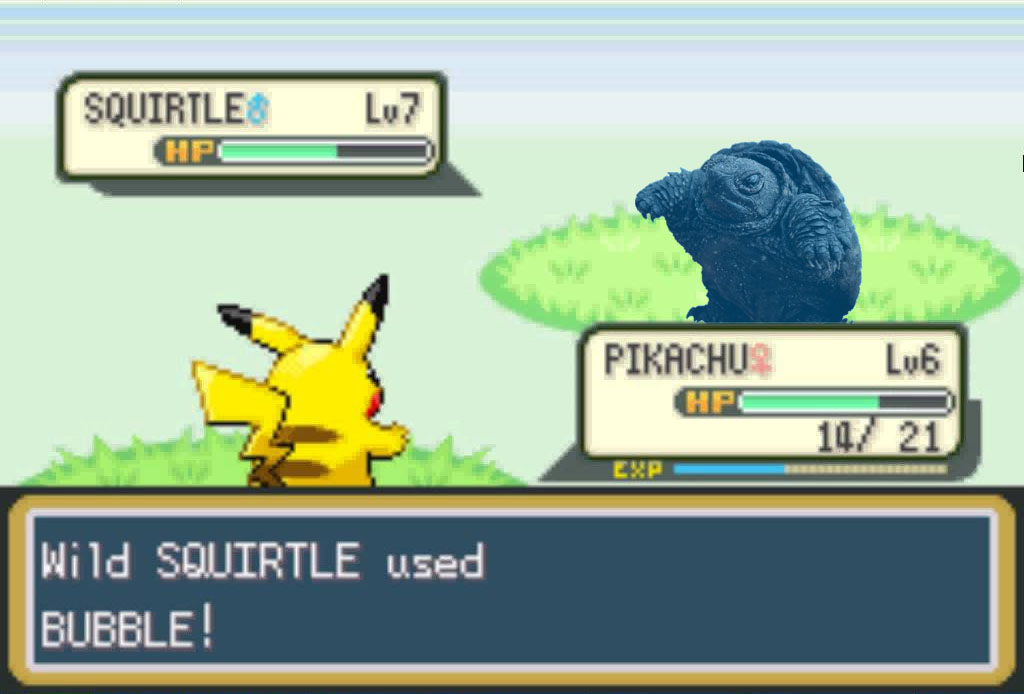 SQUIRTLE♂ Lv7
HP
PIKACHU♀ Lv6
HP
14/ 21
EXP
Wild SQUIRTLE used
BUBBLE!